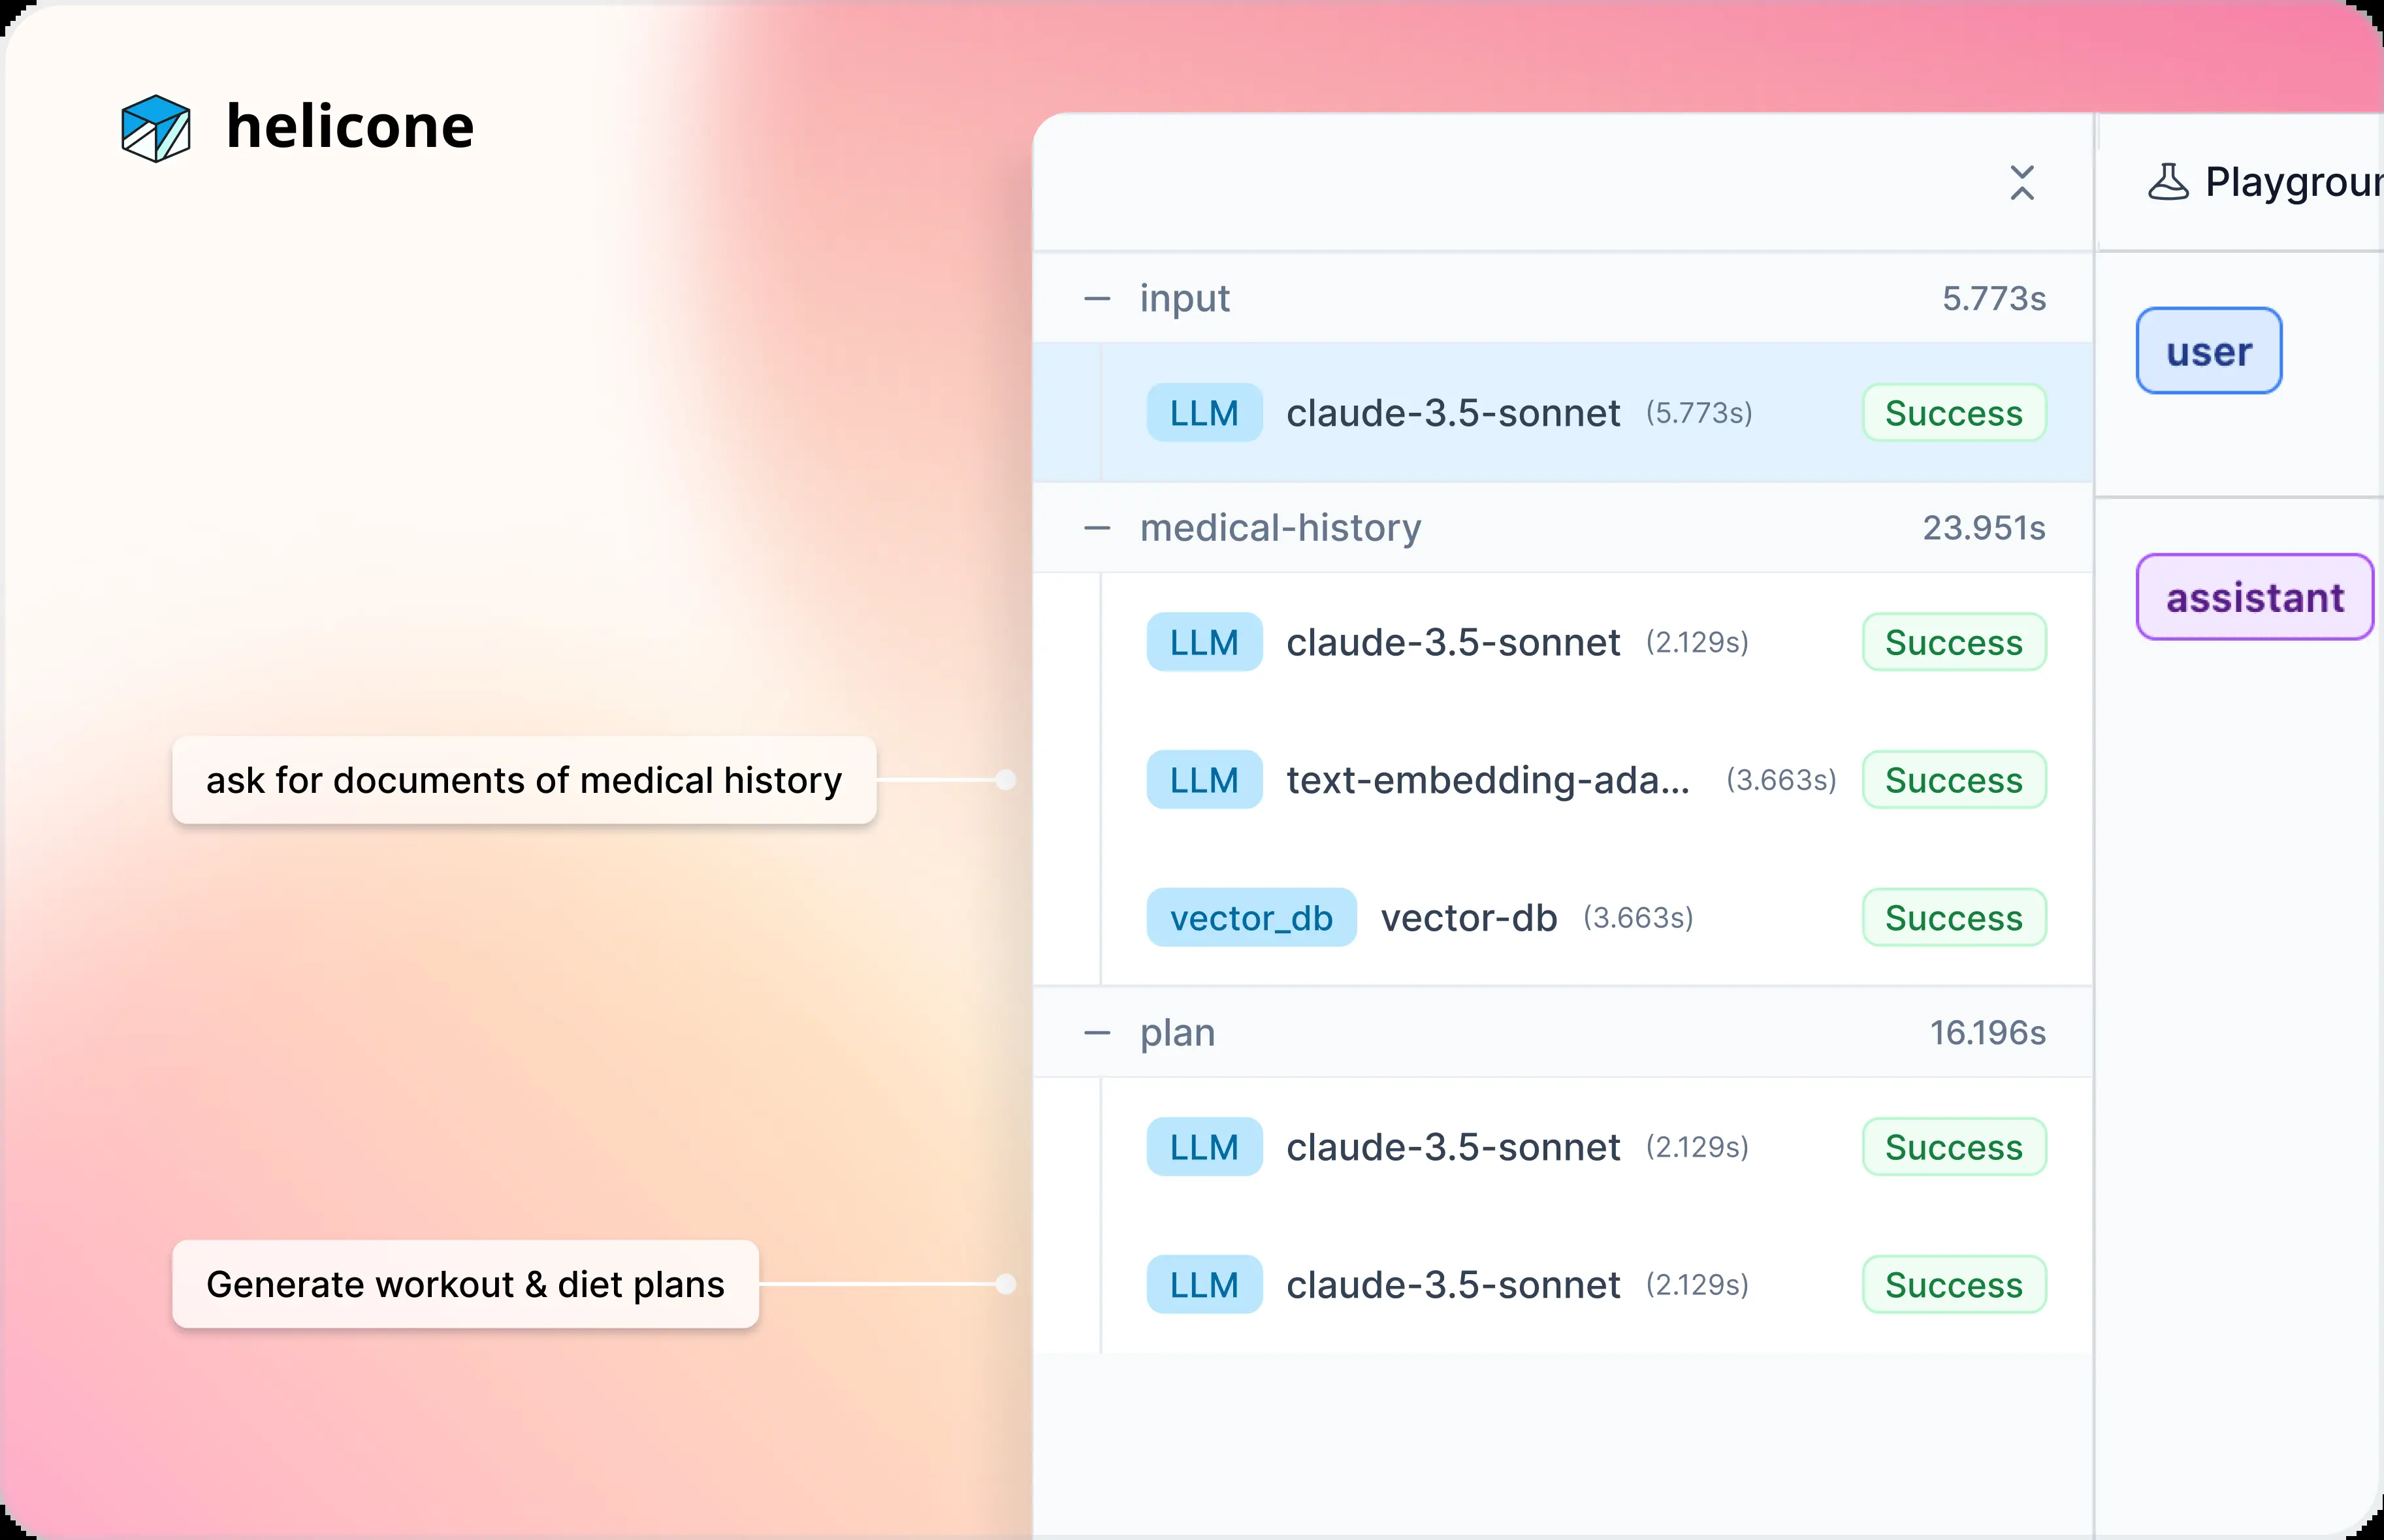 helicone
Playgroun
input 5.773s
user
LLM claude-3.5-sonnet (5.773s) Success
medical-history 23.951s
assistant
LLM claude-3.5-sonnet (2.129s) Success
ask for documents of medical history
LLM text-embedding-ada... (3.663s) Success
vector_db vector-db (3.663s) Success
plan 16.196s
LLM claude-3.5-sonnet (2.129s) Success
Generate workout & diet plans
LLM claude-3.5-sonnet (2.129s) Success